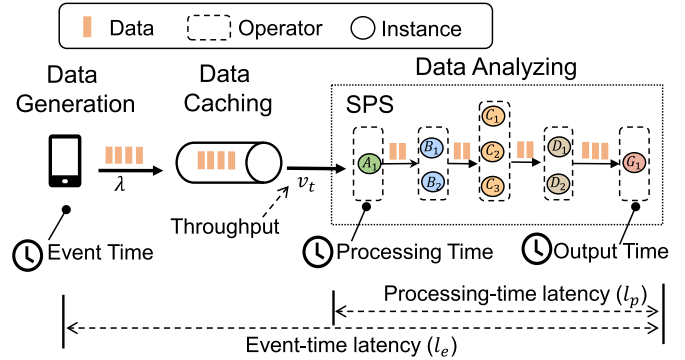 Data
Operator
Instance
Data
Generation
Data
Caching
Data Analyzing
SPS
λ
v_t
Throughput
A_1
B_1
B_2
C_1
C_2
C_3
D_1
D_2
G_1
Event Time
Processing Time
Output Time
Processing-time latency (l_p)
Event-time latency (l_e)